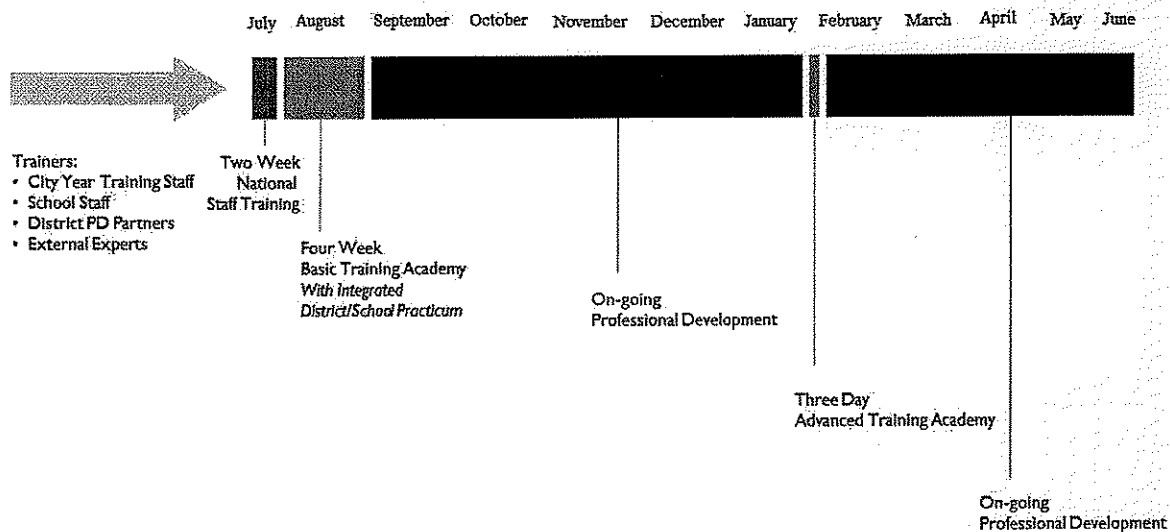 July August September October November December January February March April May June
Trainers:
• City Year Training Staff
• School Staff
• District PD Partners
• External Experts
Two Week
National
Staff Training
Four Week
Basic Training Academy
With Integrated
District/School Practicum
On-going
Professional Development
Three Day
Advanced Training Academy
On-going
Professional Development